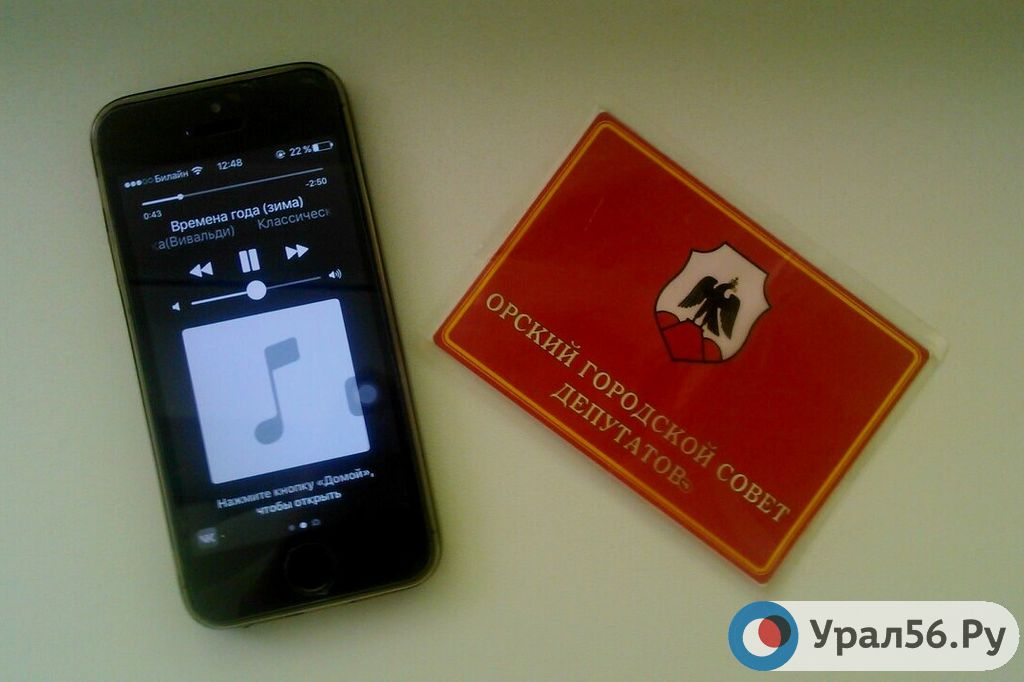 Билайн 12:48 22 %
0:43 -2:50
Времена года (зима)
ка(Вивальди) Классическ
Нажмите кнопку «Домой»,
чтобы открыть
ОРСКИЙ ГОРОДСКОЙ СОВЕТ
ДЕПУТАТОВ
Урал56.Ру